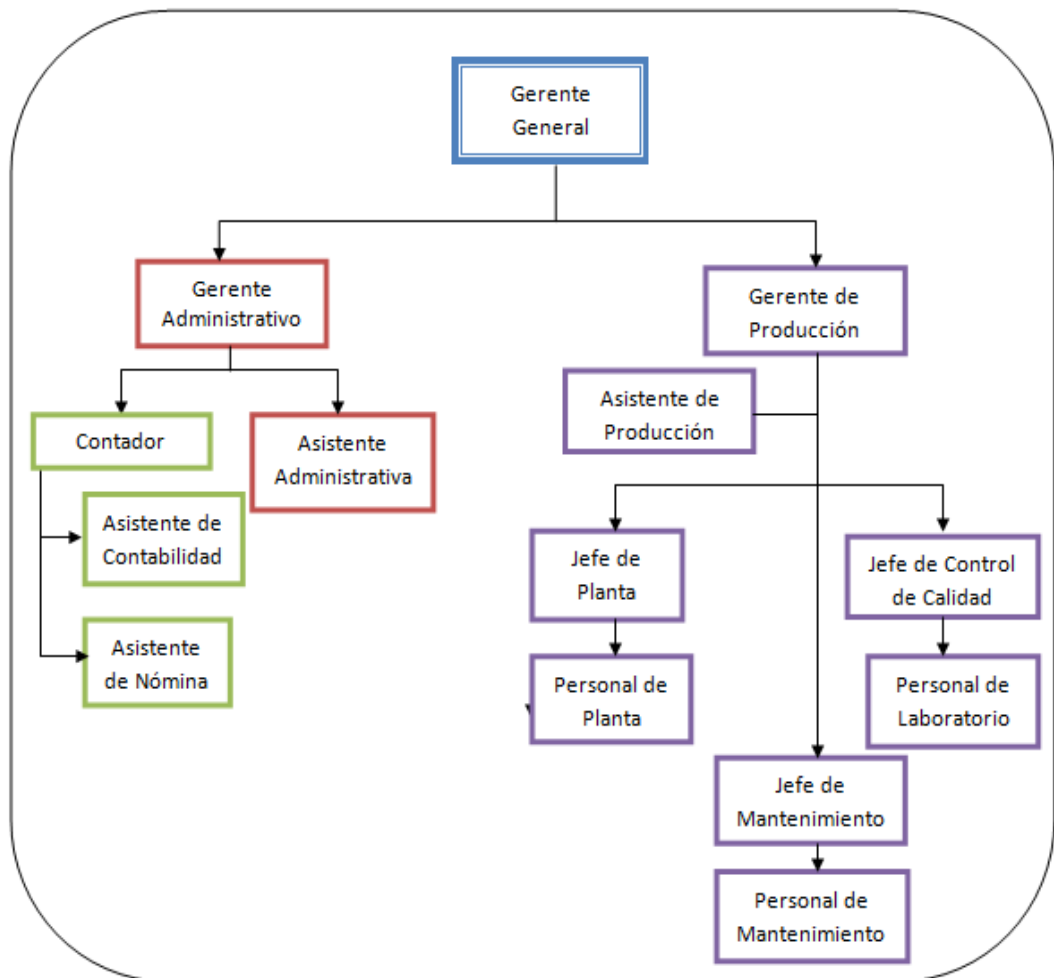 Gerente
General
Gerente
Administrativo
Gerente de
Producción
Asistente de
Producción
Contador
Asistente
Administrativa
Asistente de
Contabilidad
Asistente
de Nómina
Jefe de
Planta
Jefe de Control
de Calidad
Personal de
Planta
Personal de
Laboratorio
Jefe de
Mantenimiento
Personal de
Mantenimiento